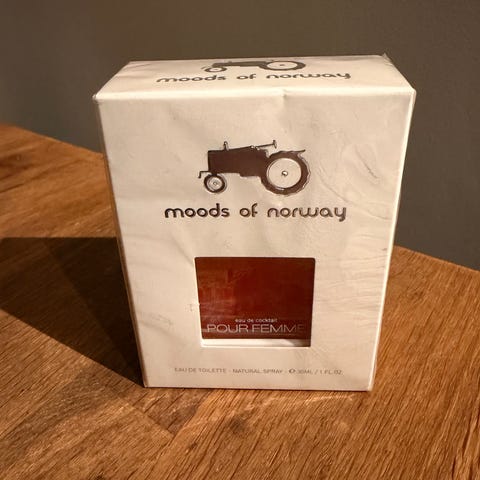 moods of norway
moods of norway
eau de cocktail
POUR FEMME
EAU DE TOILETTE - NATURAL SPRAY - ℮ 30ML / 1 FL.OZ